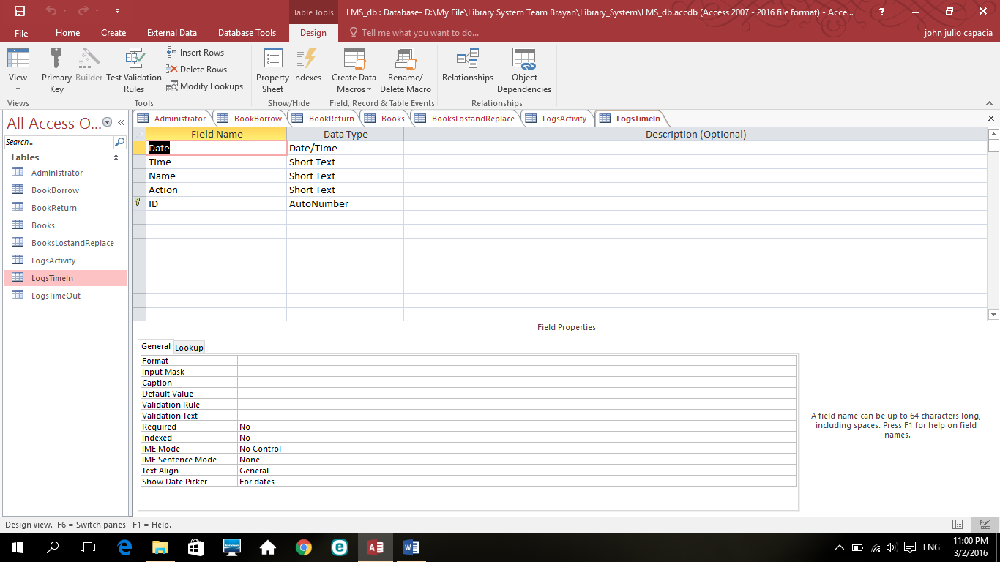 Table Tools
LMS_db : Database- D:\My File\Library System Team Brayan\Library_System\LMS_db.accdb (Access 2007 - 2016 file format) - Acce...
?
File Home Create External Data Database Tools Design Tell me what you want to do... john julio capacia
View
Primary Key
Builder
Test Validation Rules
Insert Rows
Delete Rows
Modify Lookups
Property Sheet
Indexes
Create Data Macros
Rename/ Delete Macro
Relationships
Object Dependencies
Views Tools Show/Hide Field, Record & Table Events Relationships
All Access O...
Search...
Tables
Administrator
BookBorrow
BookReturn
Books
BooksLostandReplace
LogsActivity
LogsTimeIn
LogsTimeOut
Administrator BookBorrow BookReturn Books BooksLostandReplace LogsActivity LogsTimeIn
Field Name Data Type Description (Optional)
Date Date/Time
Time Short Text
Name Short Text
Action Short Text
ID AutoNumber
Field Properties
General Lookup
Format
Input Mask
Caption
Default Value
Validation Rule
Validation Text
Required No
Indexed No
IME Mode No Control
IME Sentence Mode None
Text Align General
Show Date Picker For dates
A field name can be up to 64 characters long,
including spaces. Press F1 for help on field
names.
Design view. F6 = Switch panes. F1 = Help.
ENG
11:00 PM
3/2/2016